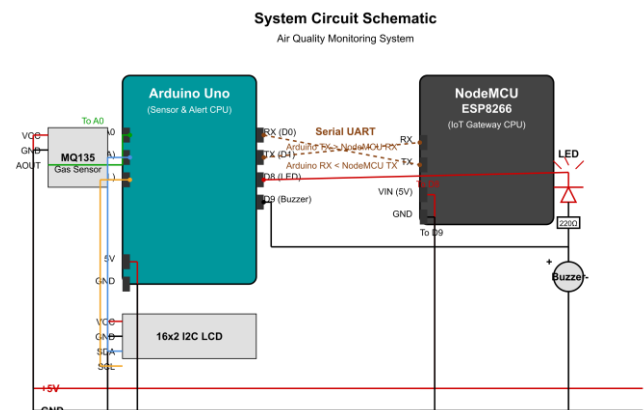 System Circuit Schematic
Air Quality Monitoring System
Arduino Uno
(Sensor & Alert CPU)
NodeMCU
ESP8266
(IoT Gateway CPU)
To A0
VCC
GND
AOUT
MQ135
Gas Sensor
RX (D0)
TX (D1)
D8 (LED)
D9 (Buzzer)
Serial UART
Arduino TX > NodeMCU RX
Arduino RX < NodeMCU TX
RX
TX
VIN (5V)
GND
To D9
LED
220Ω
+
Buzzer-
5V
GND
VCC
GND
SDA
SCL
16x2 I2C LCD
+5V
GND